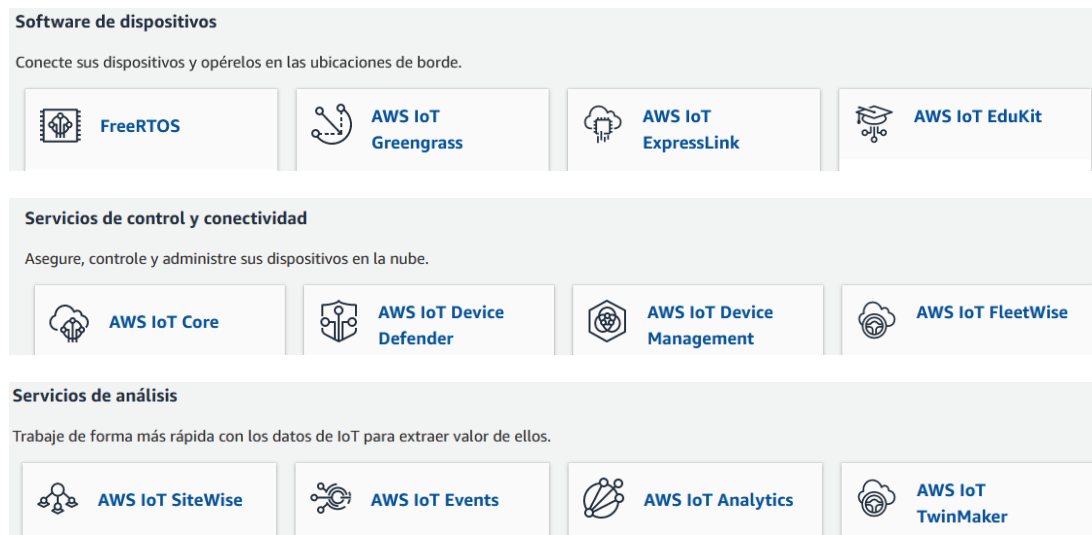 Software de dispositivos
Conecte sus dispositivos y opérelos en las ubicaciones de borde.
FreeRTOS
AWS IoT
Greengrass
AWS IoT
ExpressLink
AWS IoT EduKit
Servicios de control y conectividad
Asegure, controle y administre sus dispositivos en la nube.
AWS IoT Core
AWS IoT Device
Defender
AWS IoT Device
Management
AWS IoT FleetWise
Servicios de análisis
Trabaje de forma más rápida con los datos de IoT para extraer valor de ellos.
AWS IoT SiteWise
AWS IoT Events
AWS IoT Analytics
AWS IoT
TwinMaker